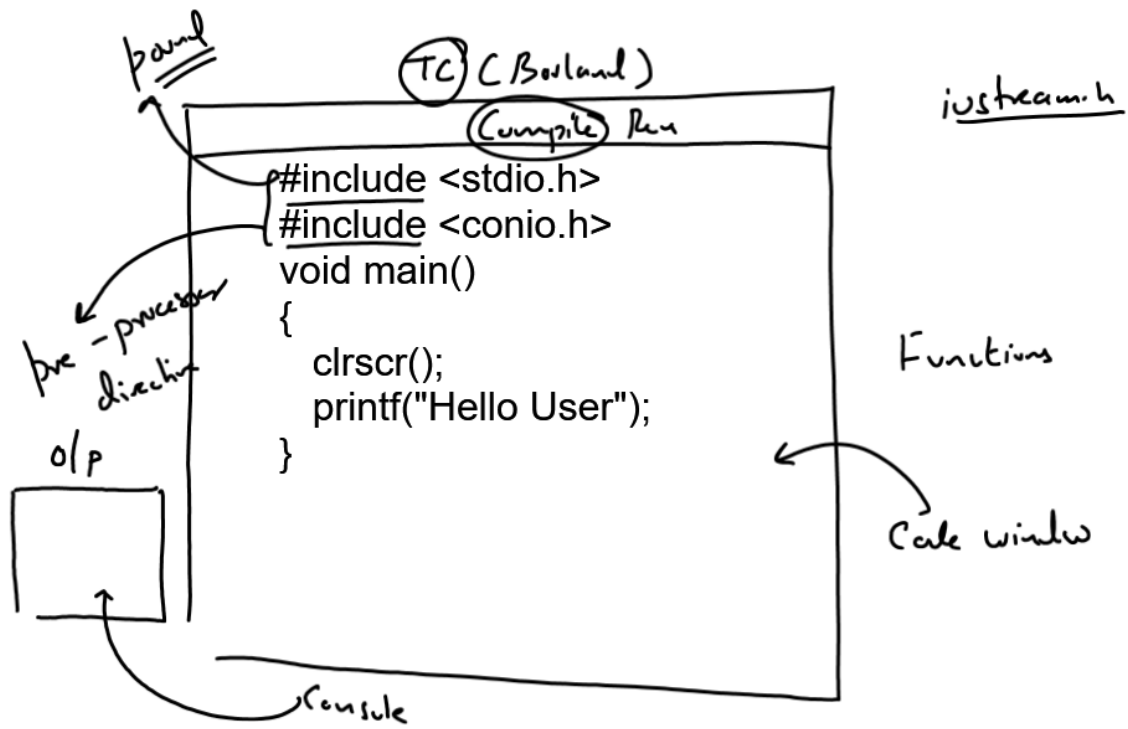 pound
TC (Borland)
iostream.h
Compile Run
#include <stdio.h>
#include <conio.h>
void main()
{
clrscr();
printf("Hello User");
}
pre-processor
directive
Functions
o/p
Code window
Console